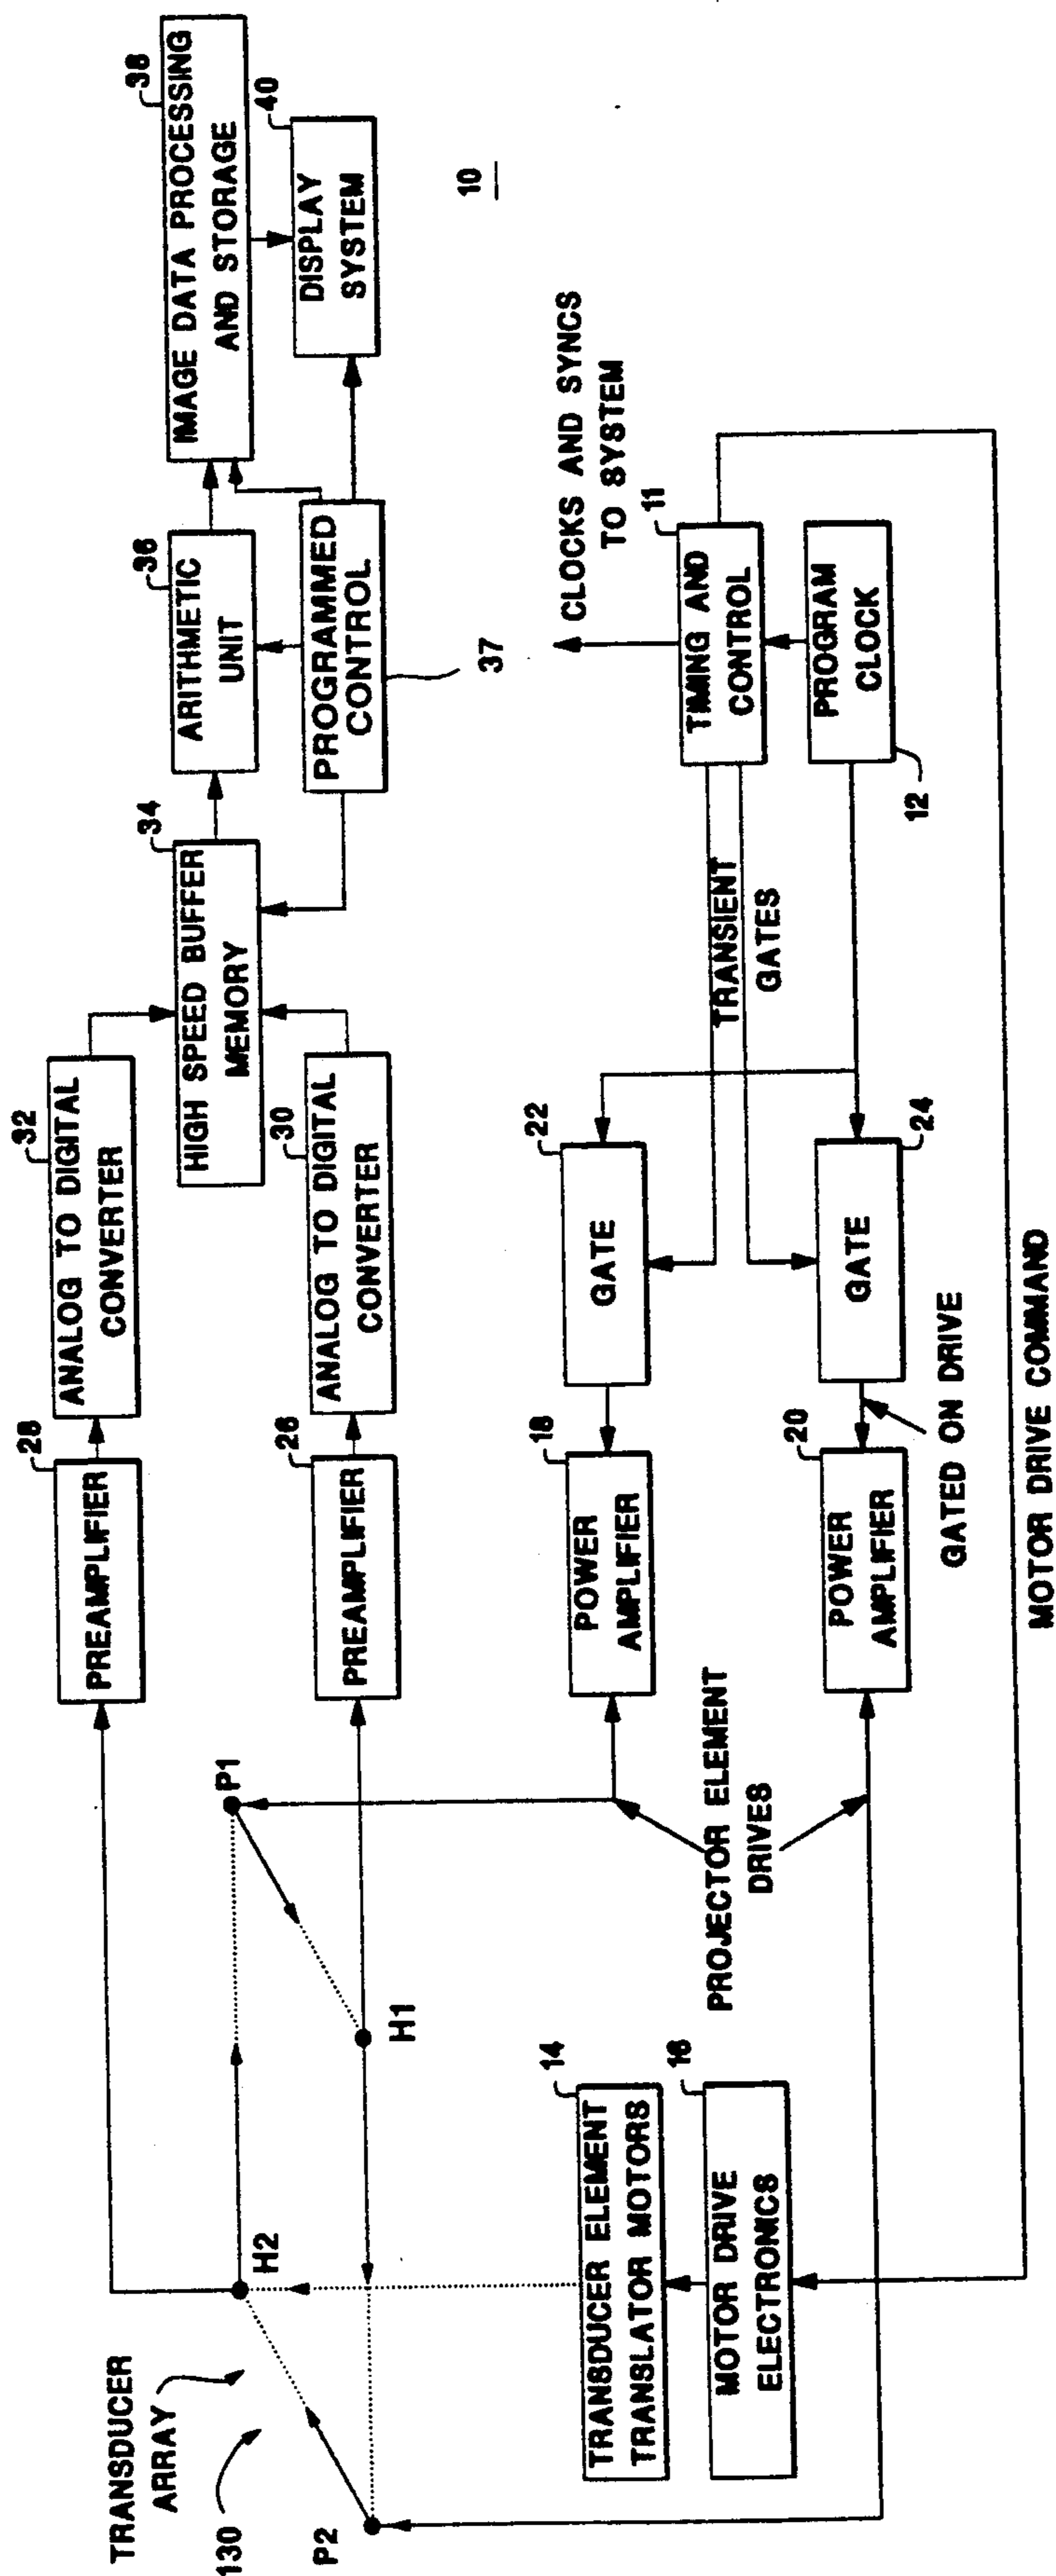 TRANSDUCER
ARRAY
130
H2
P2
P1
H1
28
PREAMPLIFIER
32
ANALOG TO DIGITAL
CONVERTER
26
PREAMPLIFIER
30
ANALOG TO DIGITAL
CONVERTER
34
HIGH SPEED BUFFER
MEMORY
36
ARITHMETIC
UNIT
PROGRAMMED
CONTROL
37
38
IMAGE DATA PROCESSING
AND STORAGE
40
DISPLAY
SYSTEM
10
14
TRANSDUCER ELEMENT
TRANSLATOR MOTORS
16
MOTOR DRIVE
ELECTRONICS
PROJECTOR ELEMENT
DRIVES
18
POWER
AMPLIFIER
22
GATE
20
POWER
AMPLIFIER
24
GATE
GATED ON DRIVE
TRANSIENT
GATES
CLOCKS AND SYNCS
TO SYSTEM
11
TIMING AND
CONTROL
PROGRAM
CLOCK
12
MOTOR DRIVE COMMAND